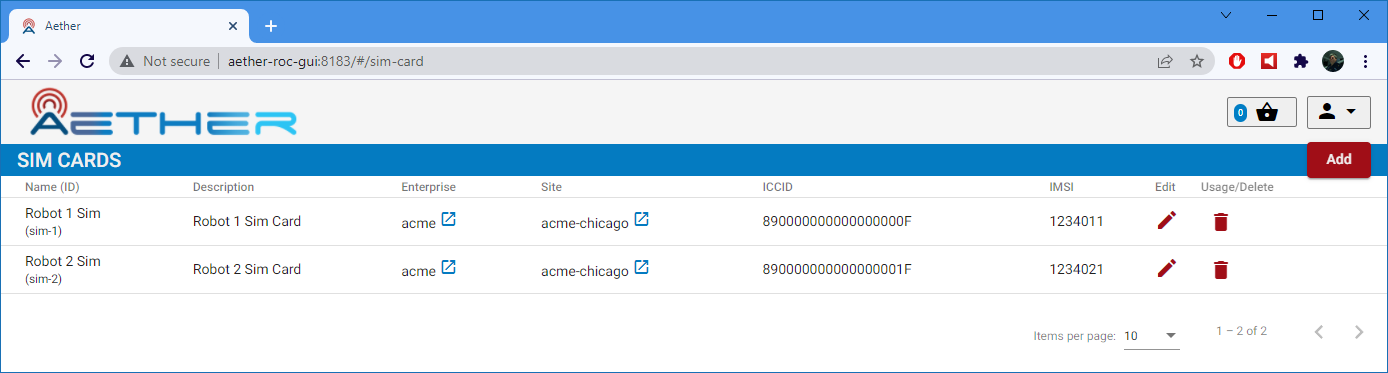 Aether
Not secure aether-roc-gui:8183/#/sim-card
AETHER
0
SIM CARDS
Add
Name (ID) Description Enterprise Site ICCID IMSI Edit Usage/Delete
Robot 1 Sim
(sim-1)
Robot 1 Sim Card acme acme-chicago 890000000000000000F 1234011
Robot 2 Sim
(sim-2)
Robot 2 Sim Card acme acme-chicago 890000000000000001F 1234021
Items per page: 10 1 – 2 of 2